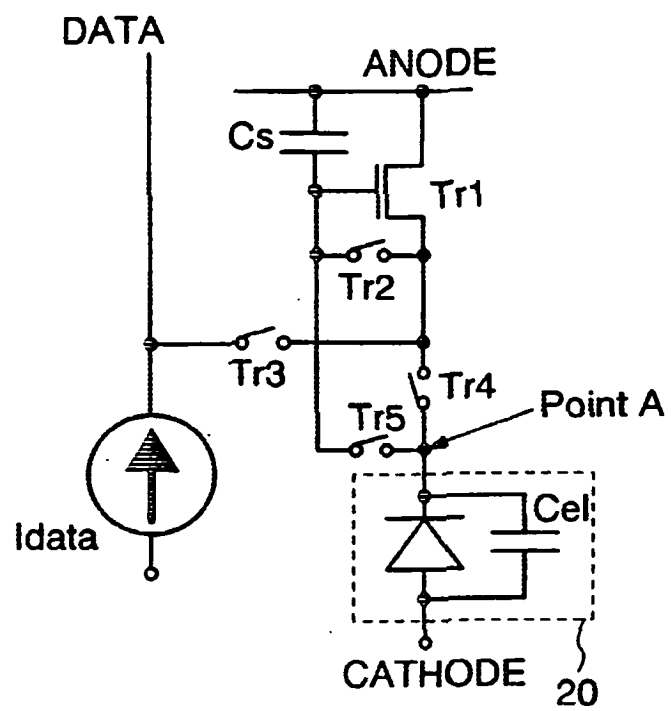 DATA
ANODE
Cs
Tr1
Tr2
Tr3
Tr4
Tr5
Point A
Idata
Cel
CATHODE
20